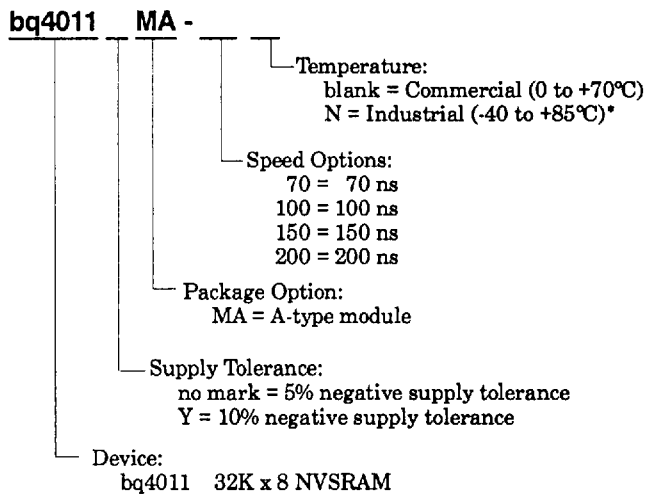 bq4011 _ MA - __ _
Temperature:
blank = Commercial (0 to +70°C)
N = Industrial (-40 to +85°C)*
Speed Options:
70 = 70 ns
100 = 100 ns
150 = 150 ns
200 = 200 ns
Package Option:
MA = A-type module
Supply Tolerance:
no mark = 5% negative supply tolerance
Y = 10% negative supply tolerance
Device:
bq4011 32K x 8 NVSRAM